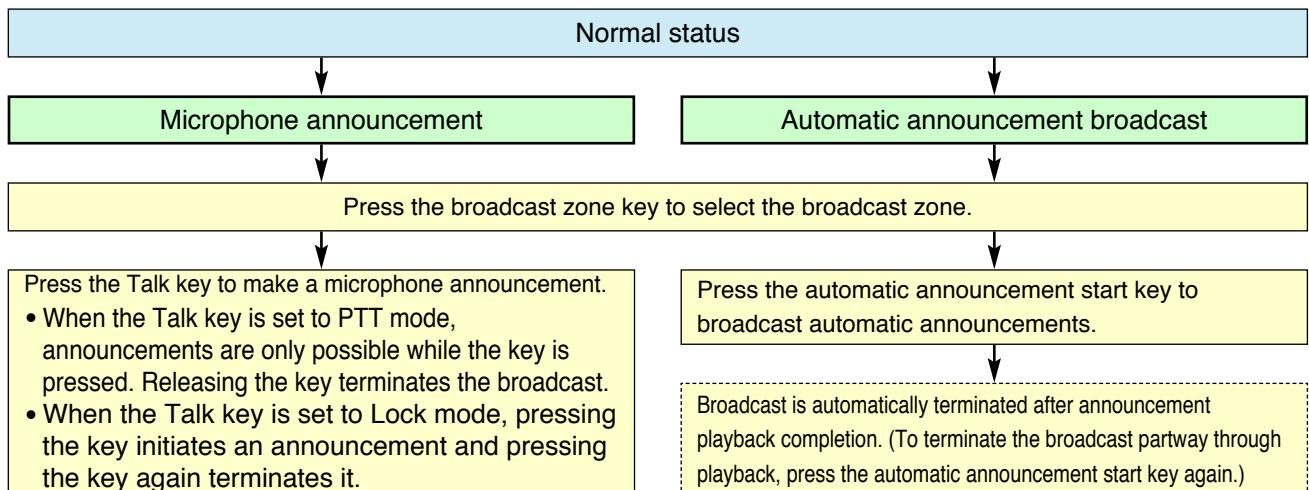 Normal status
Microphone announcement
Automatic announcement broadcast
Press the broadcast zone key to select the broadcast zone.
Press the Talk key to make a microphone announcement.
• When the Talk key is set to PTT mode,
announcements are only possible while the key is
pressed. Releasing the key terminates the broadcast.
• When the Talk key is set to Lock mode, pressing
the key initiates an announcement and pressing
the key again terminates it.
Press the automatic announcement start key to
broadcast automatic announcements.
Broadcast is automatically terminated after announcement
playback completion. (To terminate the broadcast partway through
playback, press the automatic announcement start key again.)